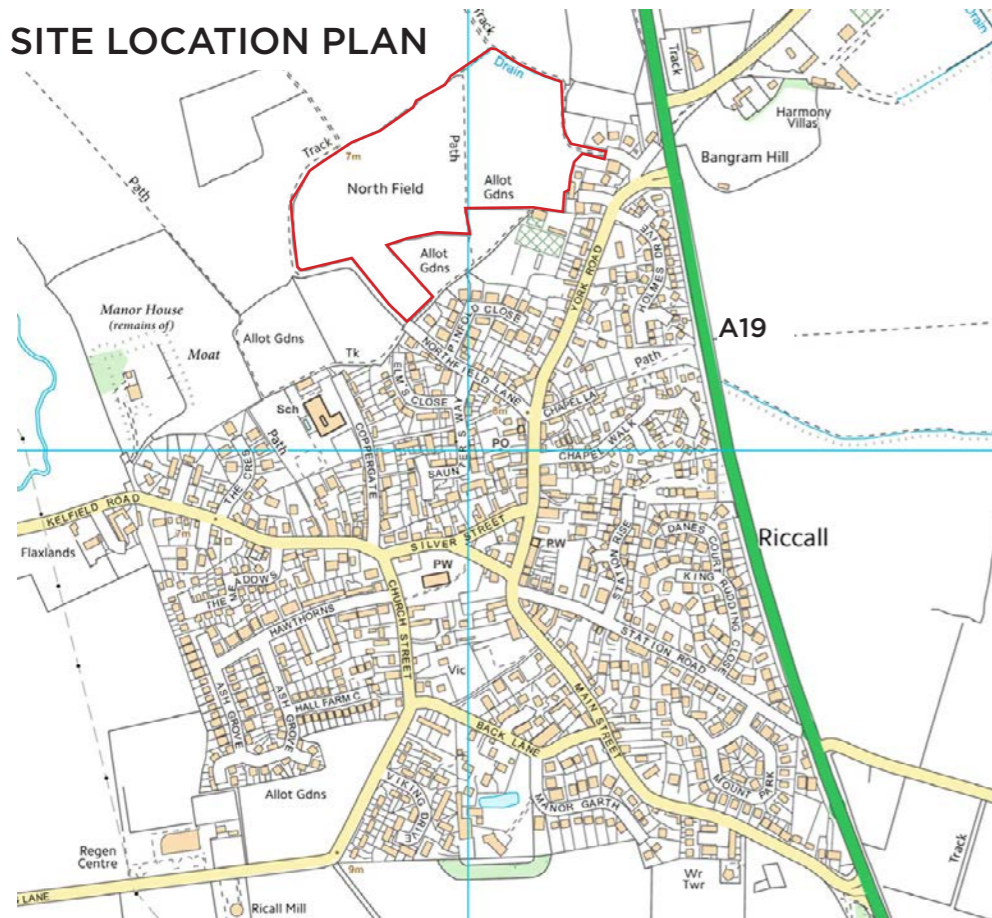 SITE LOCATION PLAN
Track
Drain
Track
Drain
Harmony
Villas
Bangram Hill
Track
7m
Path
North Field
Allot
Gdns
Path
Allot
Gdns
YORK ROAD
HOLMES DRIVE
A19
Manor House
(remains of)
Moat
Allot Gdns
Tk
PINFOLD CLOSE
NORTHFIELD LANE
ELM'S CLOSE
Path
Sch
Path
COPPERGATE
8m
CHAPEL LA
PO
CHAPEL WALK
SAUNTERS WAY
THE CRES
KELFIELD ROAD
7m
Flaxlands
SILVER STREET
PW
PW
STATION RISE
DANES COURT
KING RUDDING CLOSE
Riccall
THE MEADOWS
HAWTHORNS
CHURCH STREET
STATION ROAD
Vic
ASH GROVE
ASH GROVE
HALL FARM C
BACK LANE
MAIN STREET
MOUNT PARK
Allot Gdns
VIKING DRIVE
MANOR GARTH
Regen
Centre
9m
Wr
Twr
Track
LANE
Ricall Mill